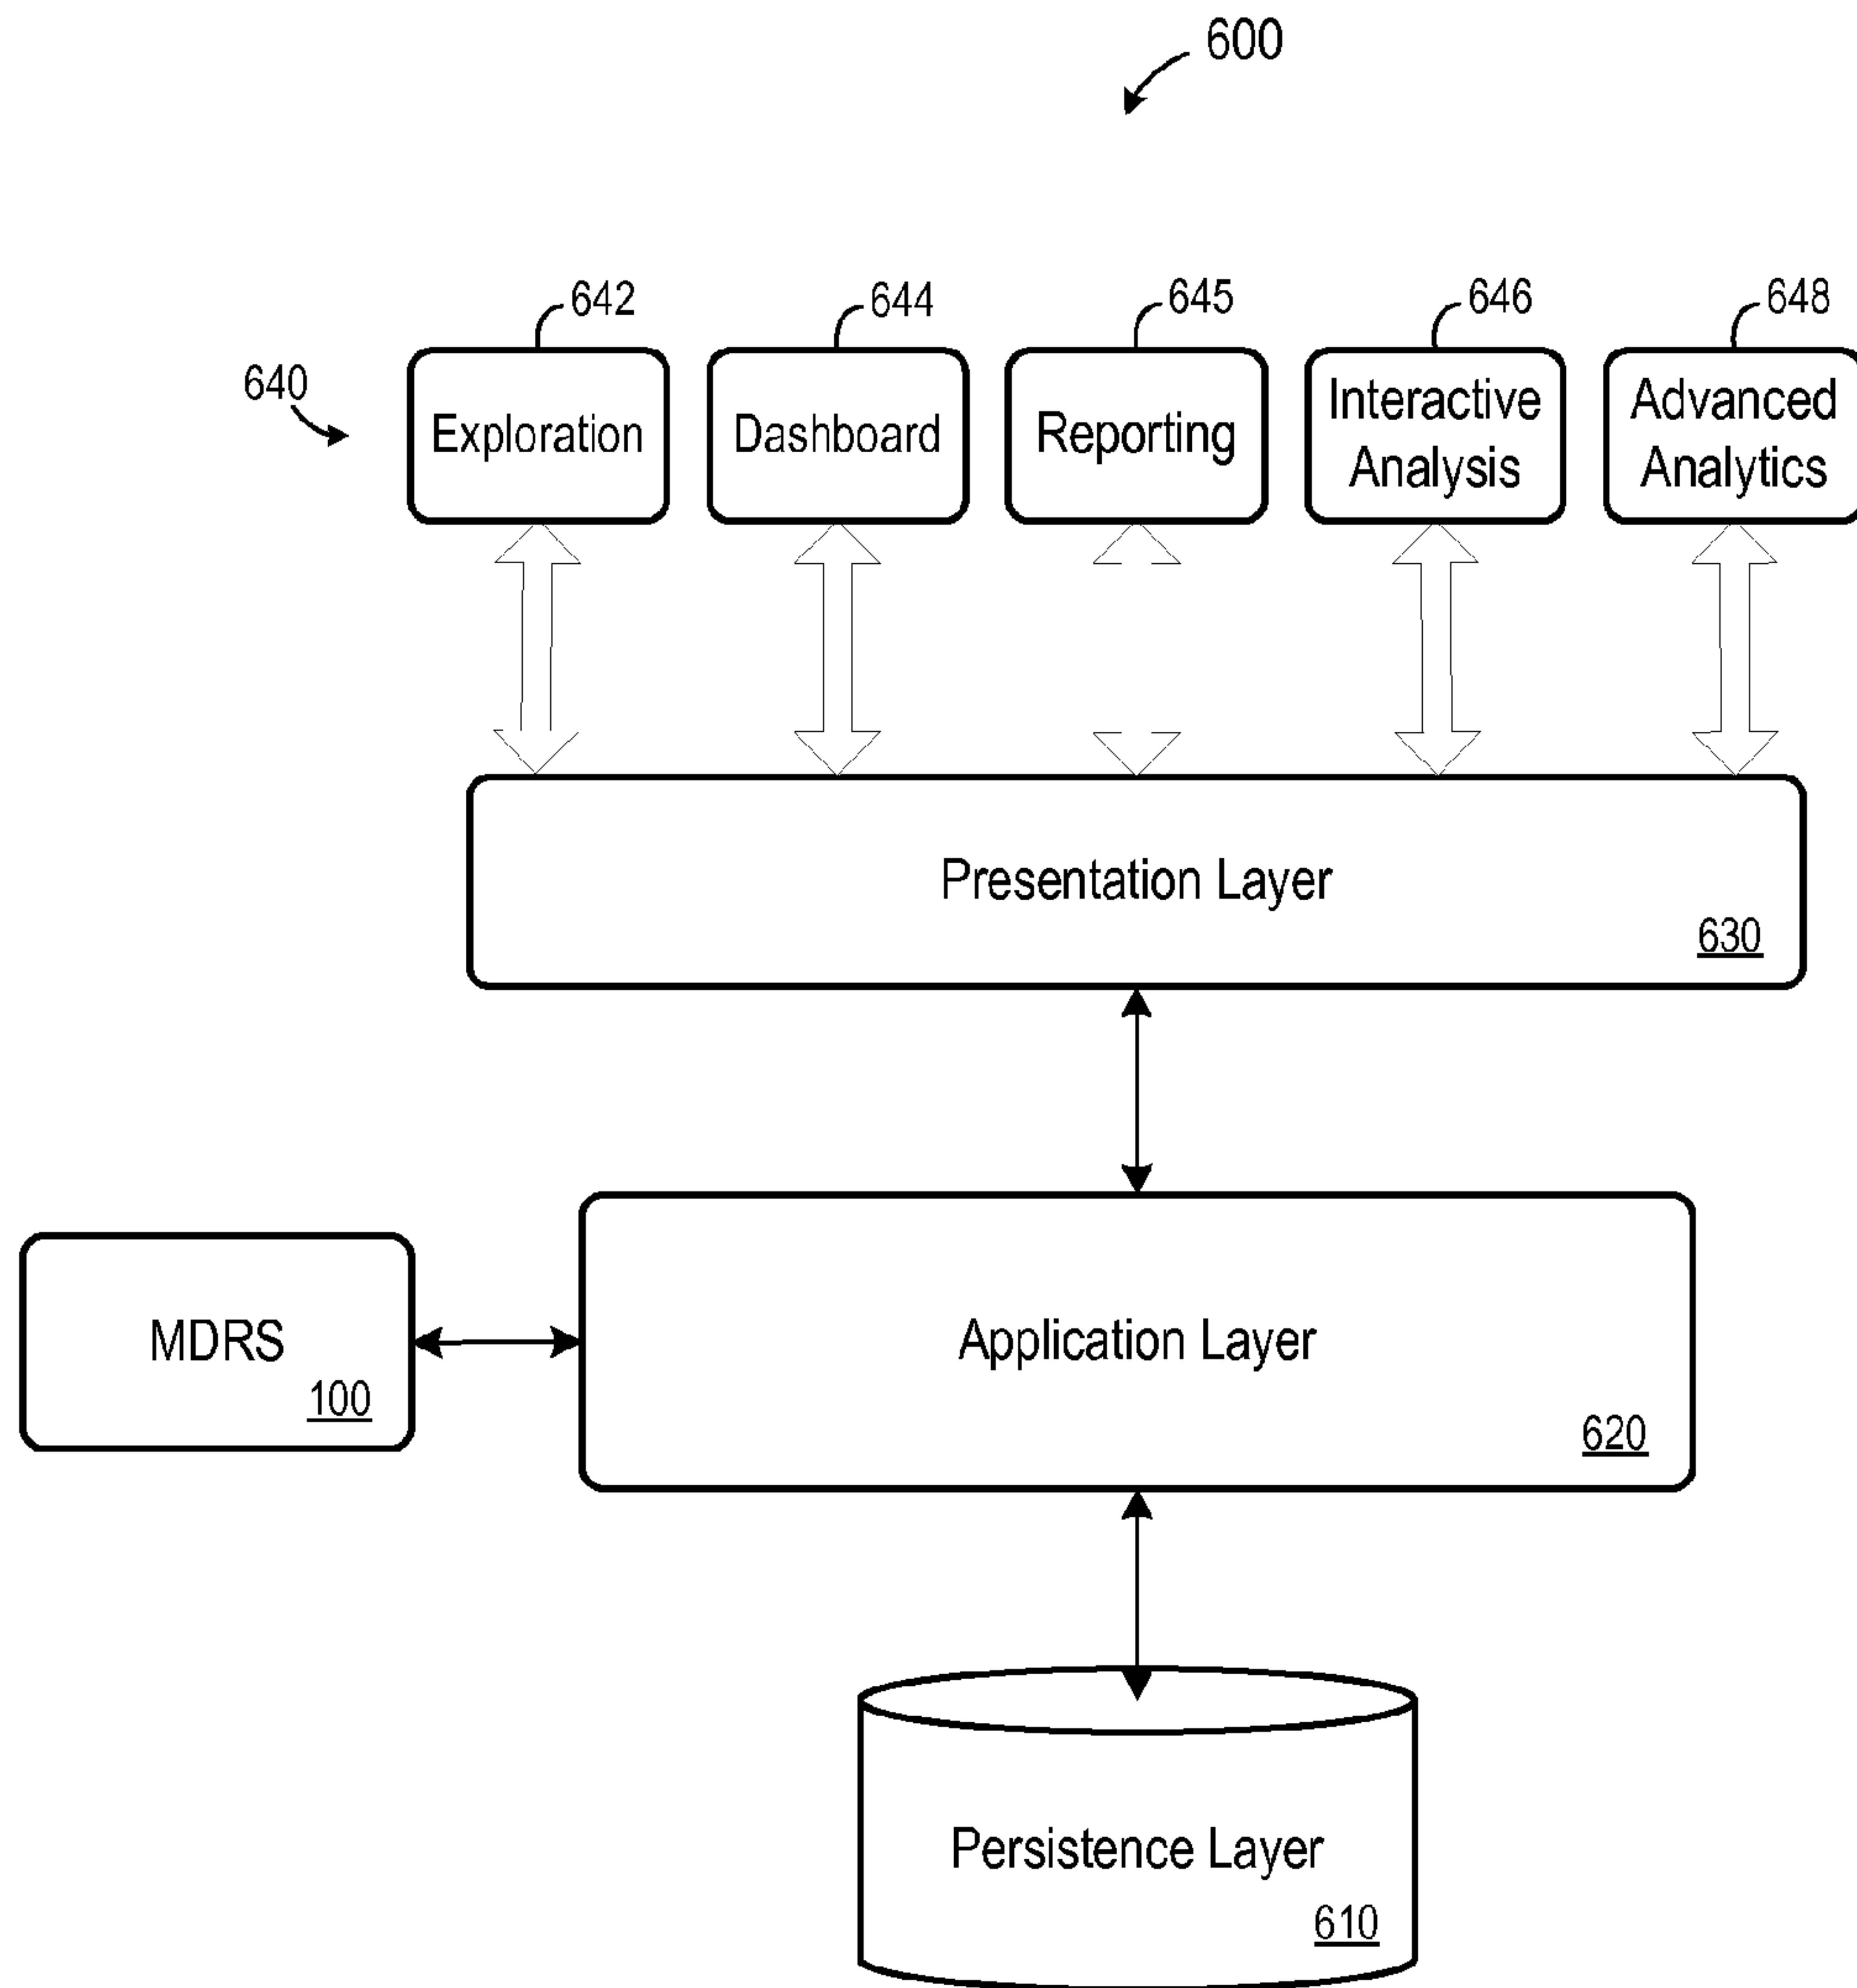 600
642
644
645
646
648
640
Exploration
Dashboard
Reporting
Interactive
Analysis
Advanced
Analytics
Presentation Layer
630
MDRS
100
Application Layer
620
Persistence Layer
610